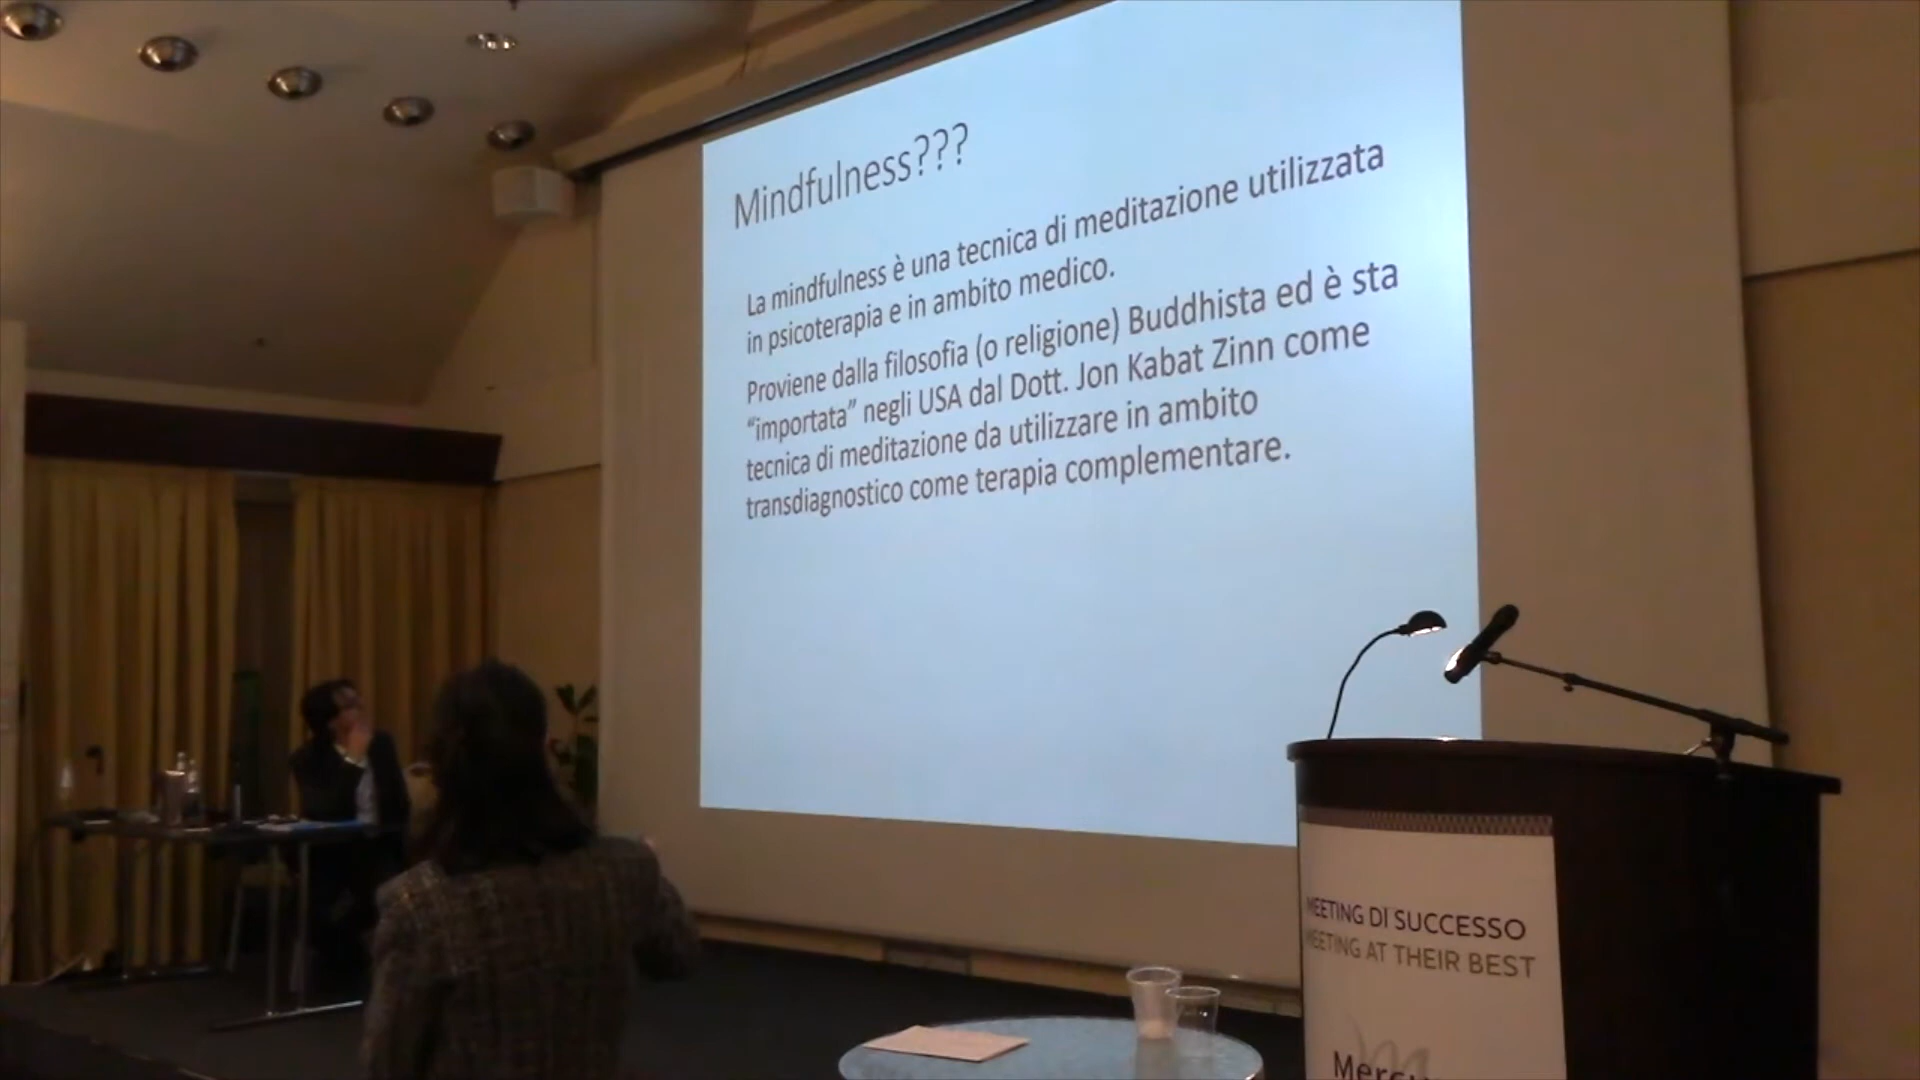 Mindfulness???
La mindfulness è una tecnica di meditazione utilizzata
in psicoterapia e in ambito medico.
Proviene dalla filosofia (o religione) Buddhista ed è sta
“importata” negli USA dal Dott. Jon Kabat Zinn come
tecnica di meditazione da utilizzare in ambito
transdiagnostico come terapia complementare.
MEETING DI SUCCESSO
MEETING AT THEIR BEST